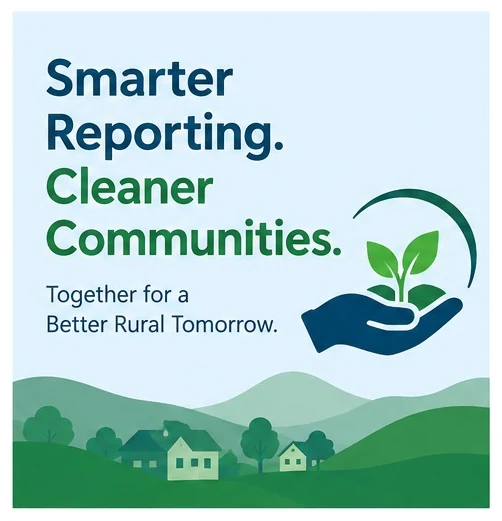 Smarter
Reporting.
Cleaner
Communities.
Together for a
Better Rural Tomorrow.